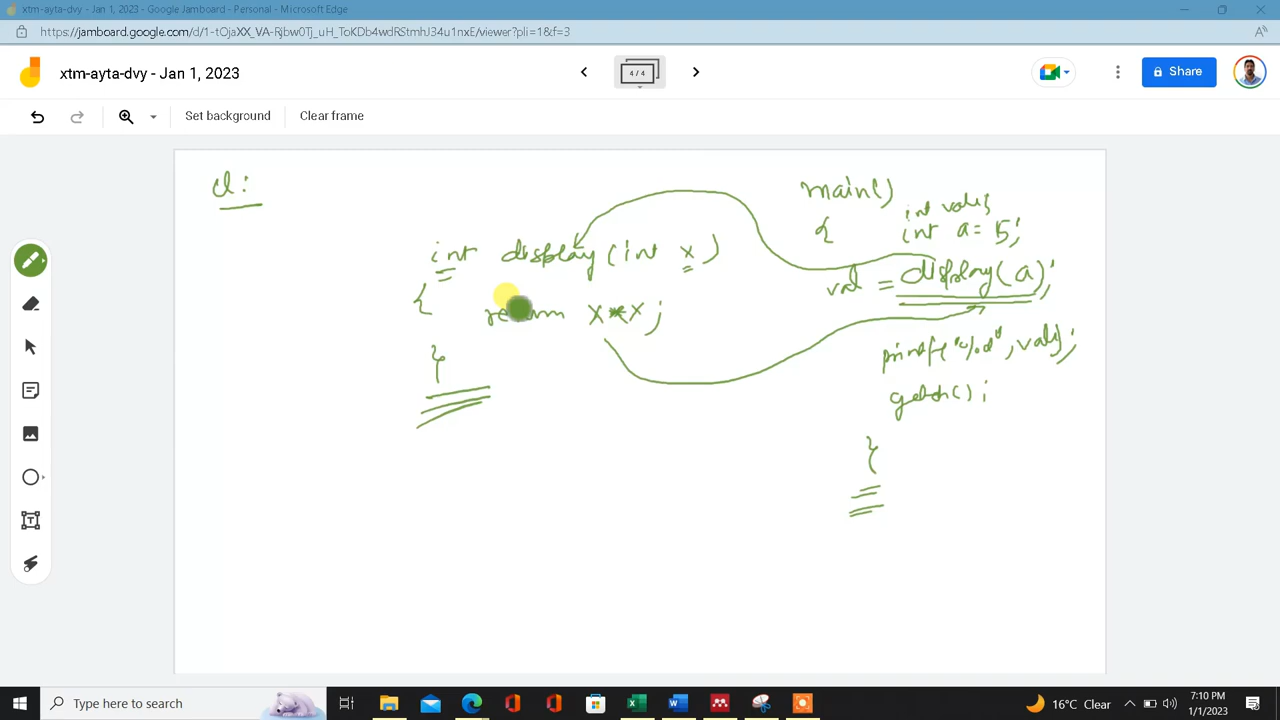 xtm-ayta-dvy - Jan 1, 2023 - Google Jamboard - Personal - Microsoft Edge
https://jamboard.google.com/d/1-tOjaXX_VA-RJbw0Tj_uH_ToKDb4wdRStmhJ34u1nxE/viewer?pli=1&f=3
xtm-ayta-dvy - Jan 1, 2023
4 / 4
Share
Set background
Clear frame
main()
int val;
{ int a = 5;
int display (int x)
val = display (a);
{ return x*x;
printf("%d", val);
}
getch();
}
Type here to search
16°C Clear
7:10 PM
1/1/2023